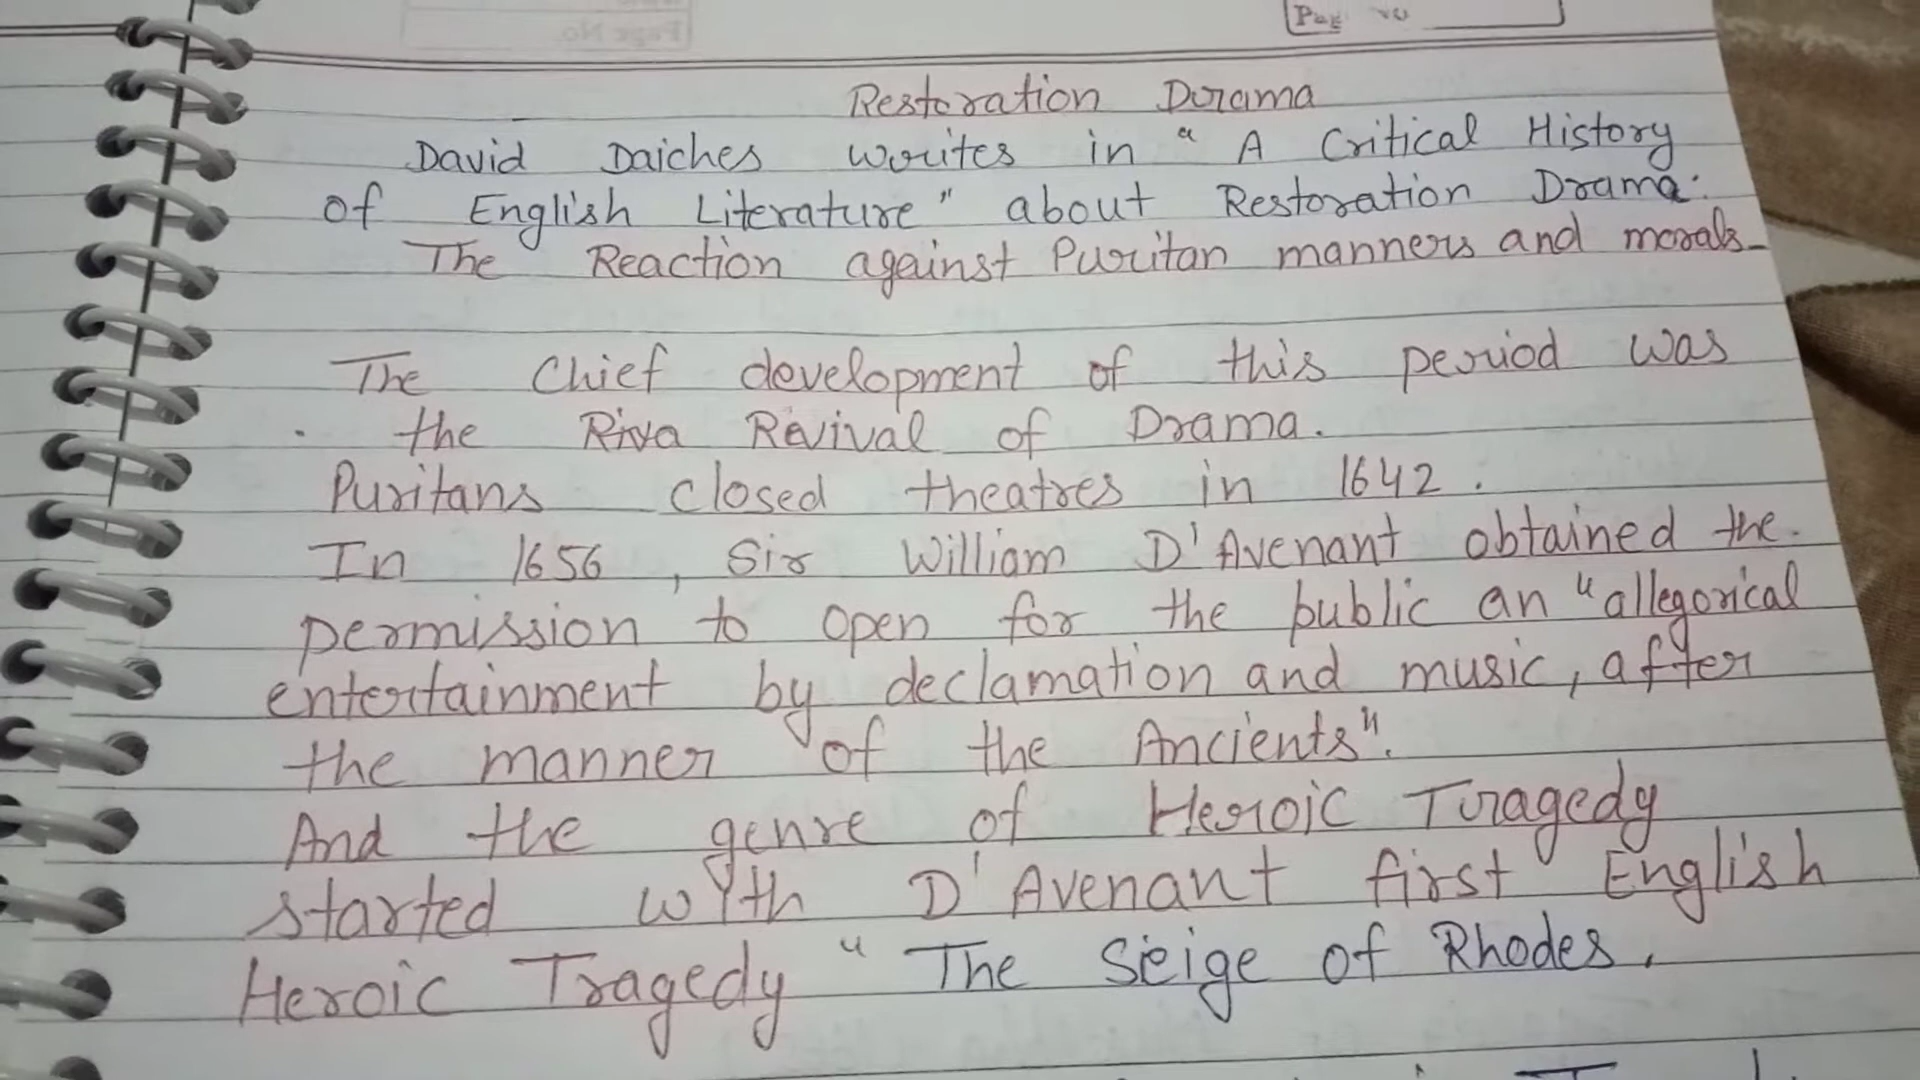 Page No
Restoration Drama
David Daiches writes in " A Critical History
of English Literature" about Restoration Drama.
The Reaction against Puritan manners and morals-
The Chief development of this period was
the Riva Revival of Drama.
Puritans closed theatres in 1642.
In 1656, Sir William D'Avenant obtained the
permission to open for the public an "allegorical
entertainment by declamation and music, after
the manner of the Ancients".
And the genre of Heroic Tragedy
started with D'Avenant first English
Heroic Tragedy " The Seige of Rhodes.